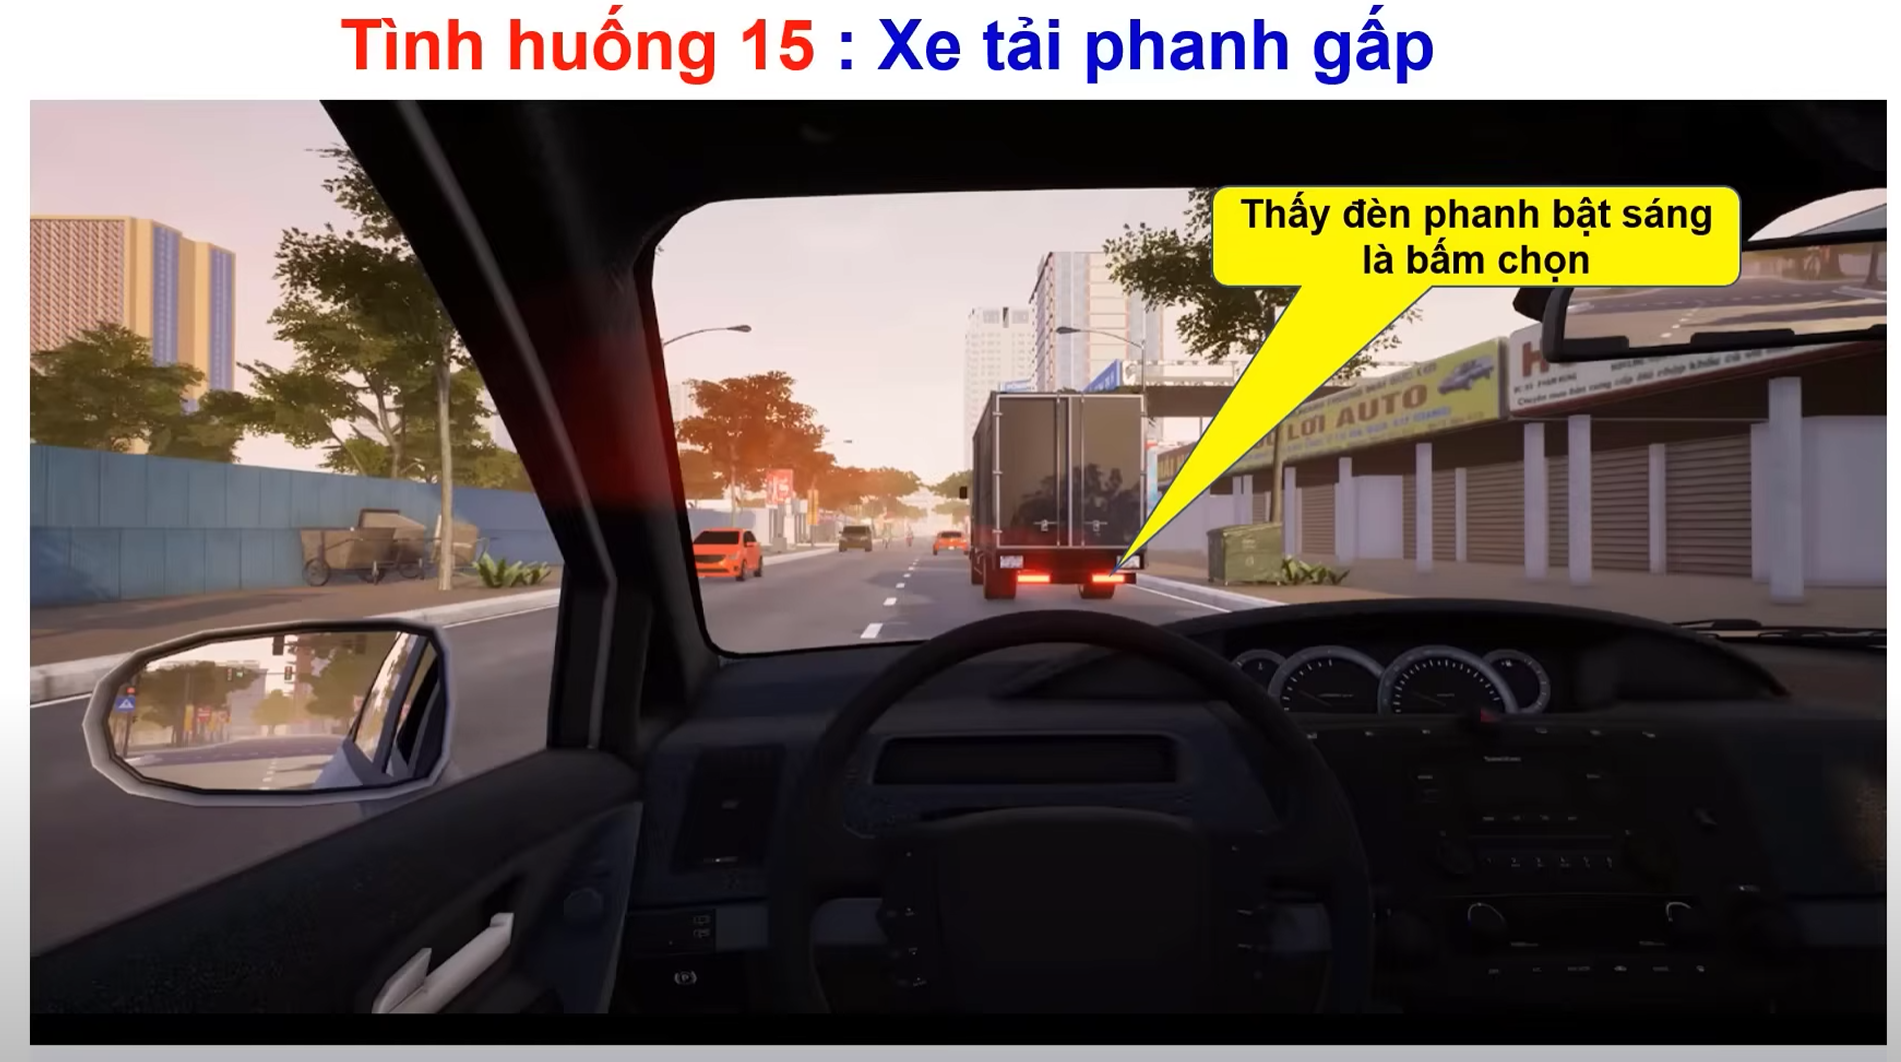 Tình huống 15 : Xe tải phanh gấp
Thấy đèn phanh bật sáng
là bấm chọn
LỢI AUTO